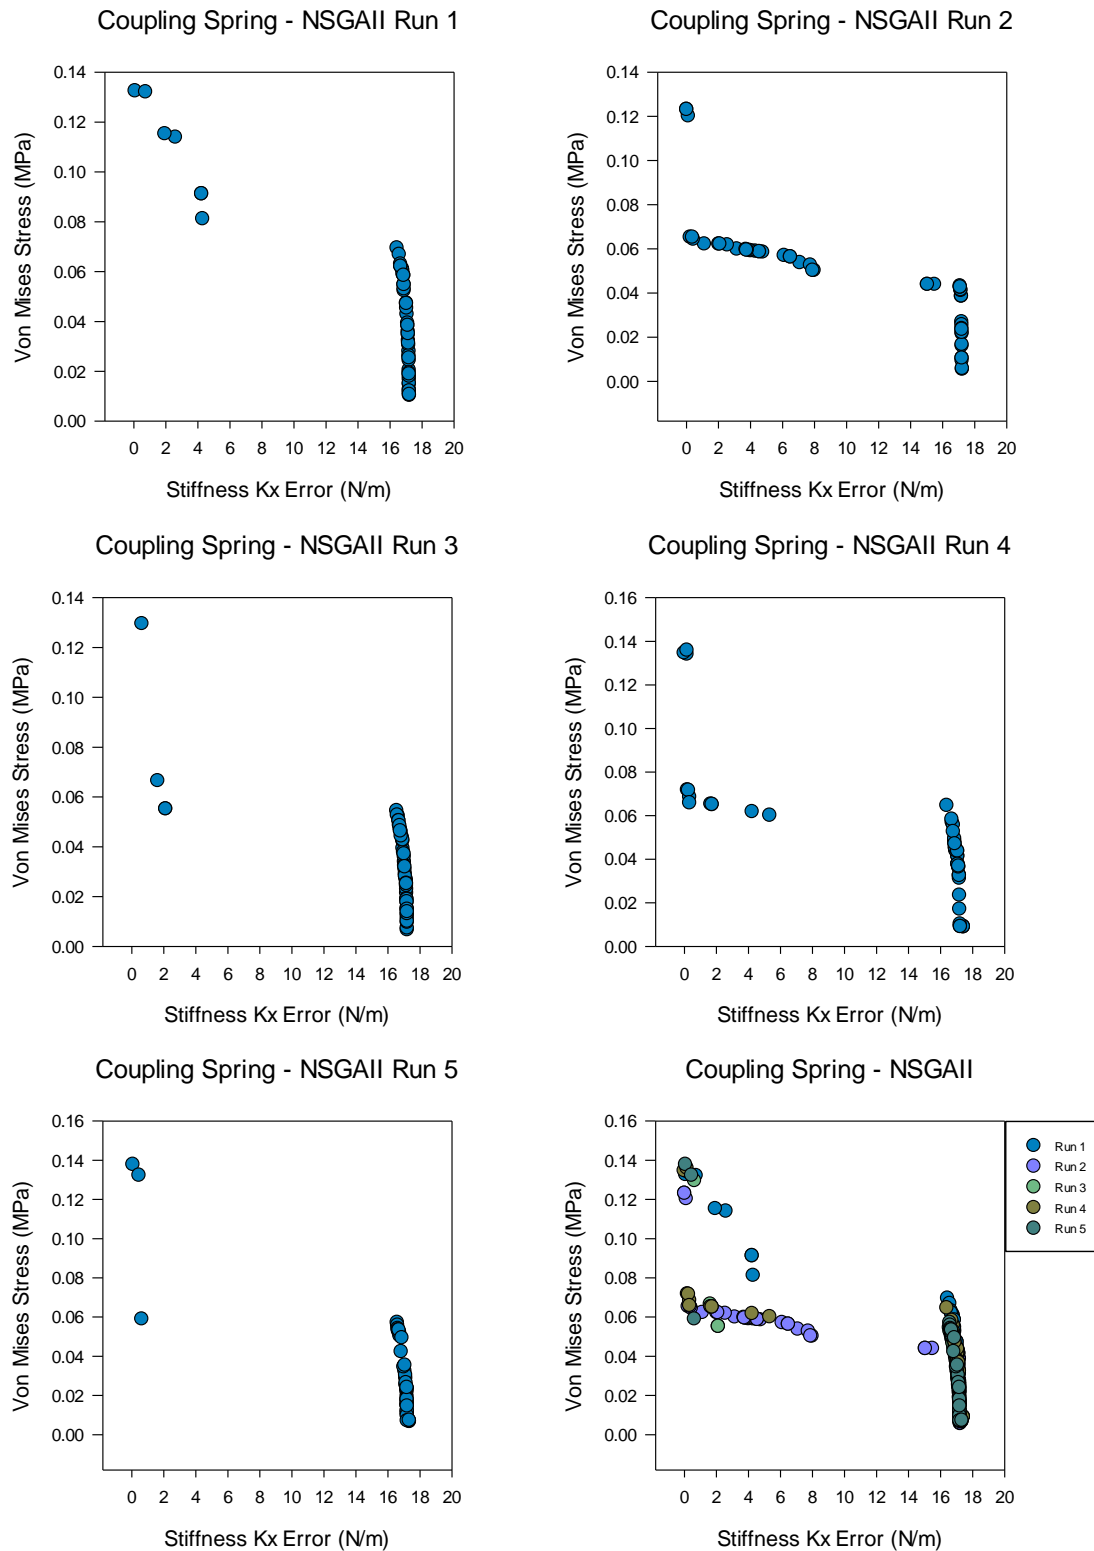 Coupling Spring - NSGAII Run 1
Von Mises Stress (MPa)
0.14
0.12
0.10
0.08
0.06
0.04
0.02
0.00
0 2 4 6 8 10 12 14 16 18 20
Stiffness Kx Error (N/m)
Coupling Spring - NSGAII Run 2
Von Mises Stress (MPa)
0.14
0.12
0.10
0.08
0.06
0.04
0.02
0.00
0 2 4 6 8 10 12 14 16 18 20
Stiffness Kx Error (N/m)
Coupling Spring - NSGAII Run 3
Von Mises Stress (MPa)
0.14
0.12
0.10
0.08
0.06
0.04
0.02
0.00
0 2 4 6 8 10 12 14 16 18 20
Stiffness Kx Error (N/m)
Coupling Spring - NSGAII Run 4
Von Mises Stress (MPa)
0.16
0.14
0.12
0.10
0.08
0.06
0.04
0.02
0.00
0 2 4 6 8 10 12 14 16 18 20
Stiffness Kx Error (N/m)
Coupling Spring - NSGAII Run 5
Von Mises Stress (MPa)
0.16
0.14
0.12
0.10
0.08
0.06
0.04
0.02
0.00
0 2 4 6 8 10 12 14 16 18 20
Stiffness Kx Error (N/m)
Coupling Spring - NSGAII
Von Mises Stress (MPa)
0.16
0.14
0.12
0.10
0.08
0.06
0.04
0.02
0.00
0 2 4 6 8 10 12 14 16 18 20
Stiffness Kx Error (N/m)
Run 1
Run 2
Run 3
Run 4
Run 5